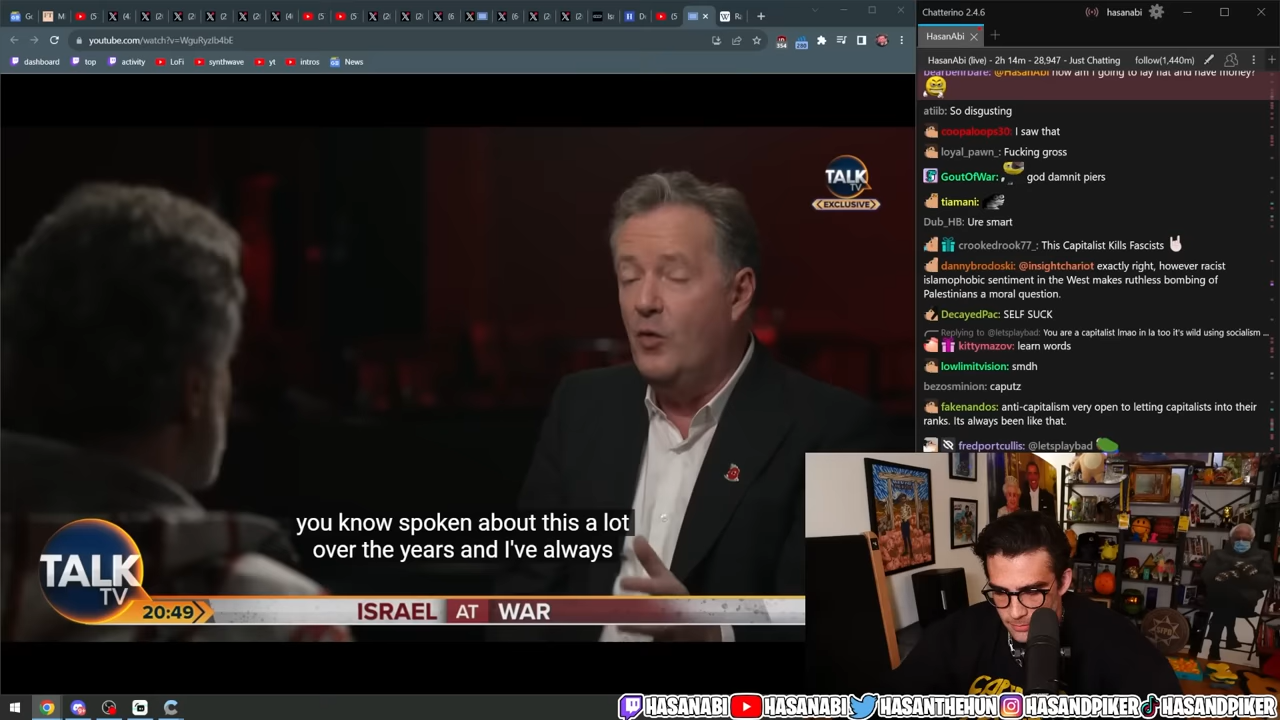 youtube.com/watch?v=WguRyzIb4bE
dashboard
top
activity
LoFi
synthwave
yt
intros
News
TALK
TV
EXCLUSIVE
you know spoken about this a lot
over the years and I've always
TALK
TV
20:49
ISRAEL AT WAR
Chatterino 2.4.6
hasanabi
HasanAbi
HasanAbi (live) - 2h 14m - 28,947 - Just Chatting
follow(1,440m)
bearbenrbare: @HasanAbi how am I going to lay flat and have money?
atiib: So disgusting
coopaloops30: I saw that
loyal_pawn_: Fucking gross
GoutOfWar: god damnit piers
tiamani:
Dub_HB: Ure smart
crookedrook77_: This Capitalist Kills Fascists
dannybrodoski: @insightchariot exactly right, however racist
islamophobic sentiment in the West makes ruthless bombing of
Palestinians a moral question.
DecayedPac: SELF SUCK
Replying to @letsplaybad: You are a capitalist lmao in la too it's wild using socialism ...
kittymazov: learn words
lowlimitvision: smdh
bezosminion: caputz
fakenandos: anti-capitalism very open to letting capitalists into their
ranks. Its always been like that.
fredportcullis: @letsplaybad
HASANABI
HASANABI
HASANTHEHUN
HASANDPIKER
HASANDPIKER